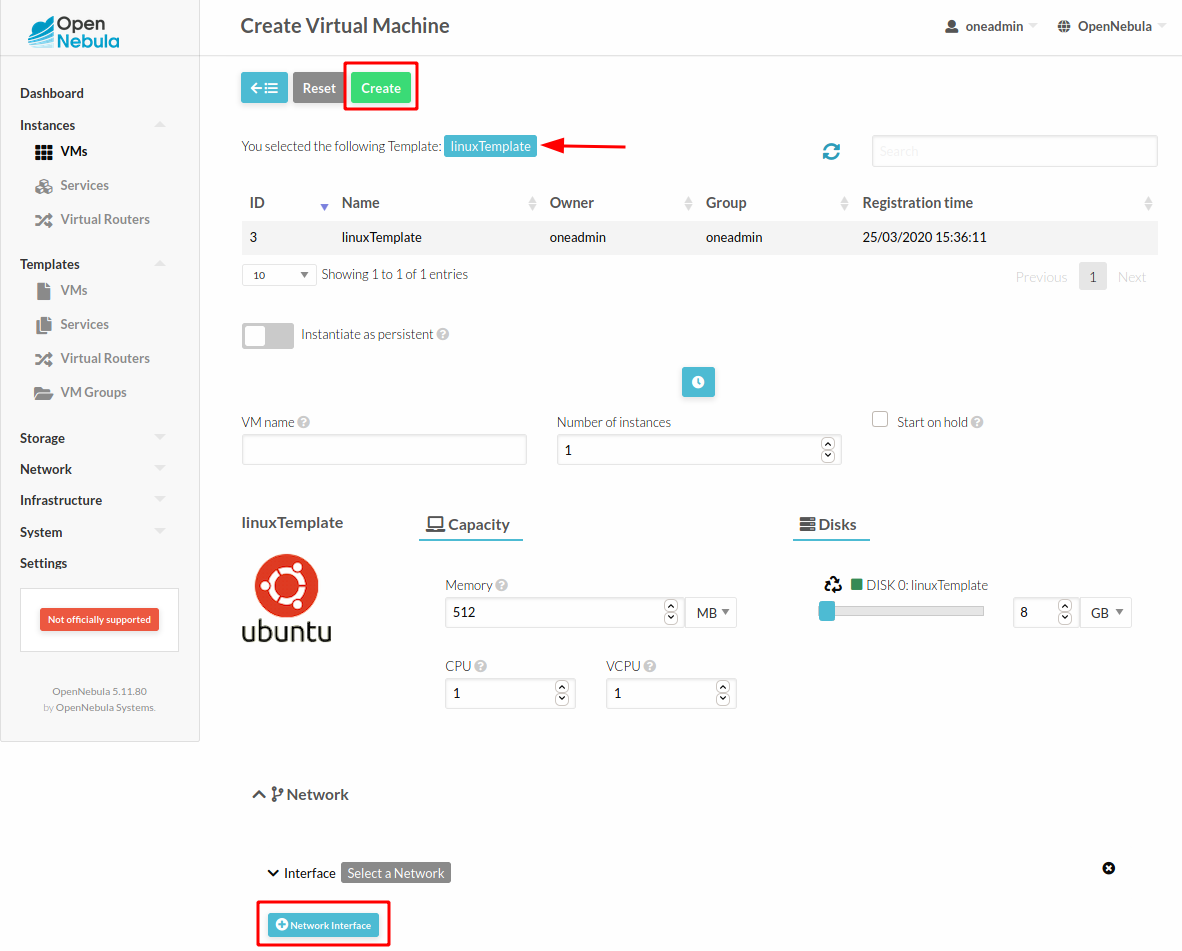 Open
Nebula
Create Virtual Machine
oneadmin
OpenNebula
Dashboard
Instances
VMs
Services
Virtual Routers
Templates
VMs
Services
Virtual Routers
VM Groups
Storage
Network
Infrastructure
System
Settings
Not officially supported
OpenNebula 5.11.80
by OpenNebula Systems.
Reset
Create
You selected the following Template: linuxTemplate
Search
ID Name Owner Group Registration time
3 linuxTemplate oneadmin oneadmin 25/03/2020 15:36:11
10 Showing 1 to 1 of 1 entries
Previous 1 Next
Instantiate as persistent
VM name
Number of instances
1
Start on hold
linuxTemplate
ubuntu
Capacity
Memory
512 MB
CPU VCPU
1 1
Disks
DISK 0: linuxTemplate
8 GB
Network
Interface Select a Network
Network Interface